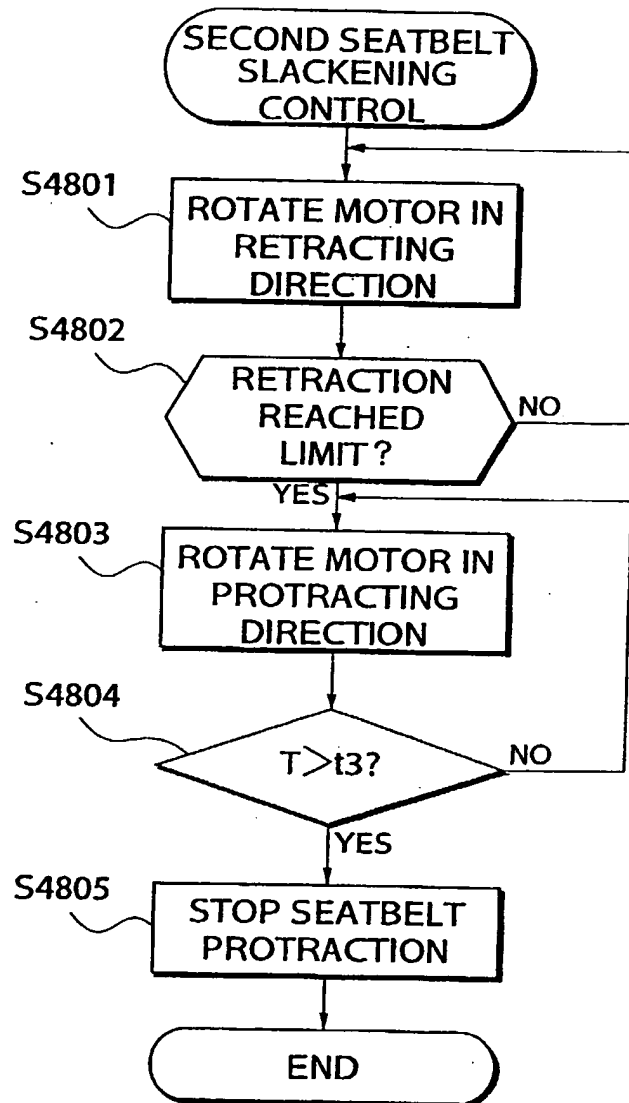 SECOND SEATBELT
SLACKENING
CONTROL
S4801
ROTATE MOTOR IN
RETRACTING
DIRECTION
S4802
RETRACTION
REACHED
LIMIT?
NO
YES
S4803
ROTATE MOTOR IN
PROTRACTING
DIRECTION
S4804
T>t3?
NO
YES
S4805
STOP SEATBELT
PROTRACTION
END